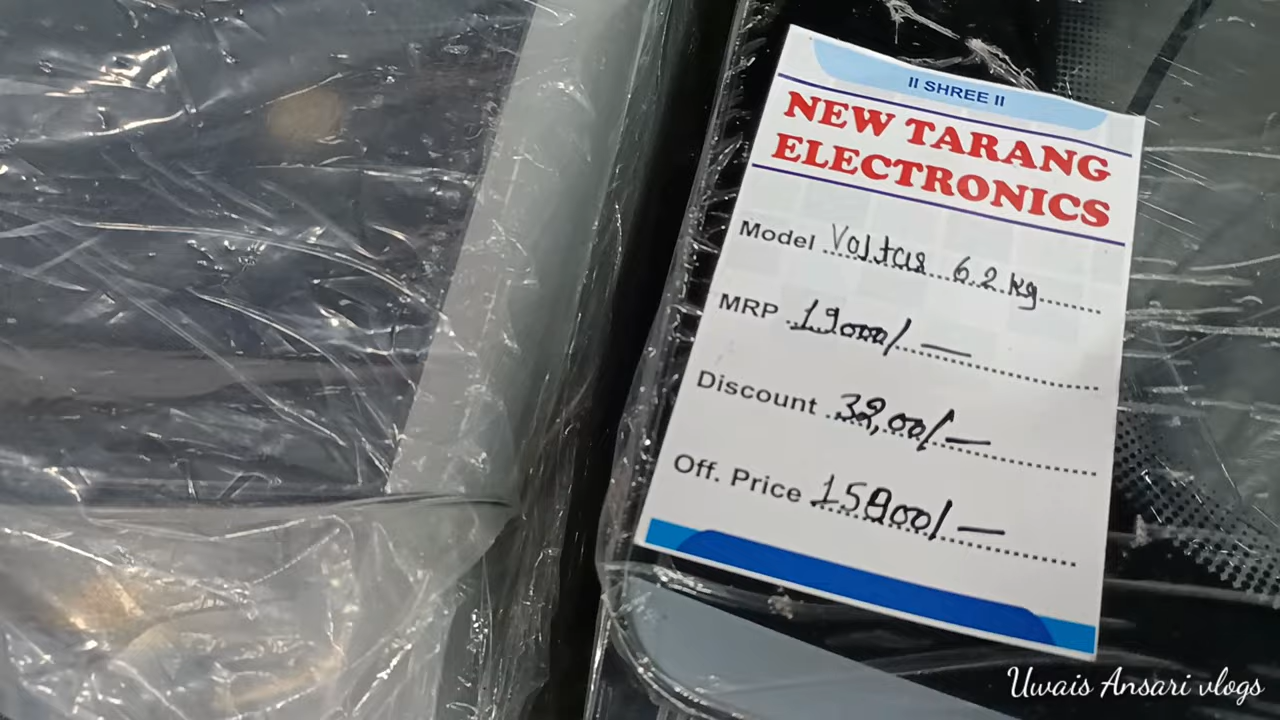 II SHREE II
NEW TARANG
ELECTRONICS
Model Voltas 6.2 kg
MRP 19000/-
Discount 3200/-
Off. Price 15800/-
Uwais Ansari vlogs